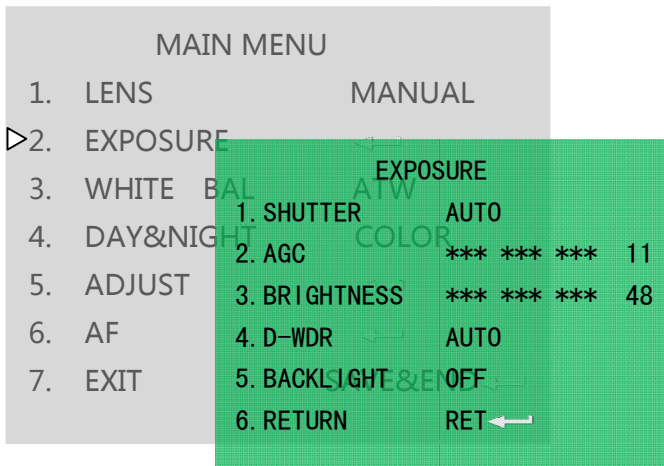 MAIN MENU
1. LENS MANUAL
2. EXPOSURE
3. WHITE BAL ATW
4. DAY&NIGHT COLOR
5. ADJUST
6. AF
7. EXIT SAVE&END
EXPOSURE
1. SHUTTER AUTO
2. AGC *** *** *** 11
3. BRIGHTNESS *** *** *** 48
4. D-WDR AUTO
5. BACKLIGHT OFF
6. RETURN RET